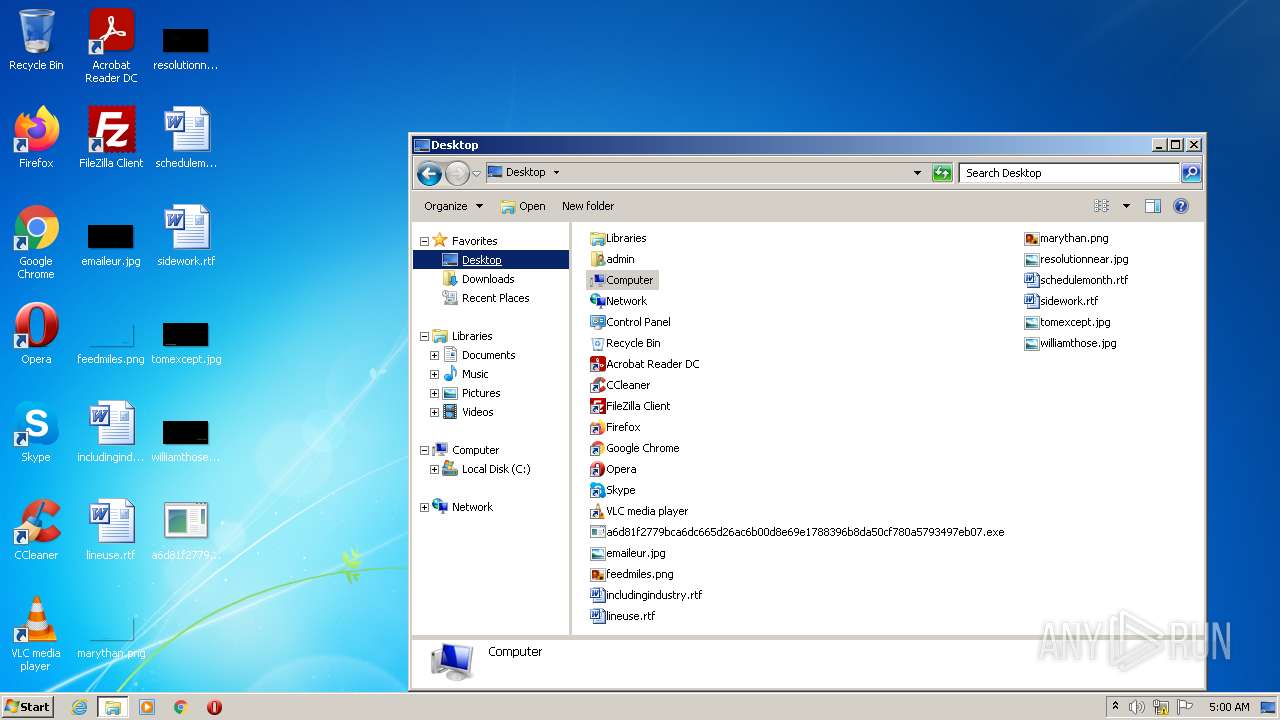 Recycle Bin
Acrobat
Reader DC
resolutionn...
Firefox
FileZilla Client
schedulem...
Google
Chrome
emaileur.jpg
sidework.rtf
Opera
feedmiles.png
tomexcept.jpg
Skype
includingind...
williamthose...
CCleaner
lineuse.rtf
a6d81f2779...
VLC media
player
marythan.png
Desktop
Desktop
Search Desktop
Organize
Open
New folder
Favorites
Desktop
Downloads
Recent Places
Libraries
Documents
Music
Pictures
Videos
Computer
Local Disk (C:)
Network
Libraries
admin
Computer
Network
Control Panel
Recycle Bin
Acrobat Reader DC
CCleaner
FileZilla Client
Firefox
Google Chrome
Opera
Skype
VLC media player
a6d81f2779bca6dc665d26ac6b00d8e69e1788396b8da50cf780a5793497eb07.exe
emaileur.jpg
feedmiles.png
includingindustry.rtf
lineuse.rtf
marythan.png
resolutionnear.jpg
schedulemonth.rtf
sidework.rtf
tomexcept.jpg
williamthose.jpg
Computer
ANY RUN
Start
5:00 AM